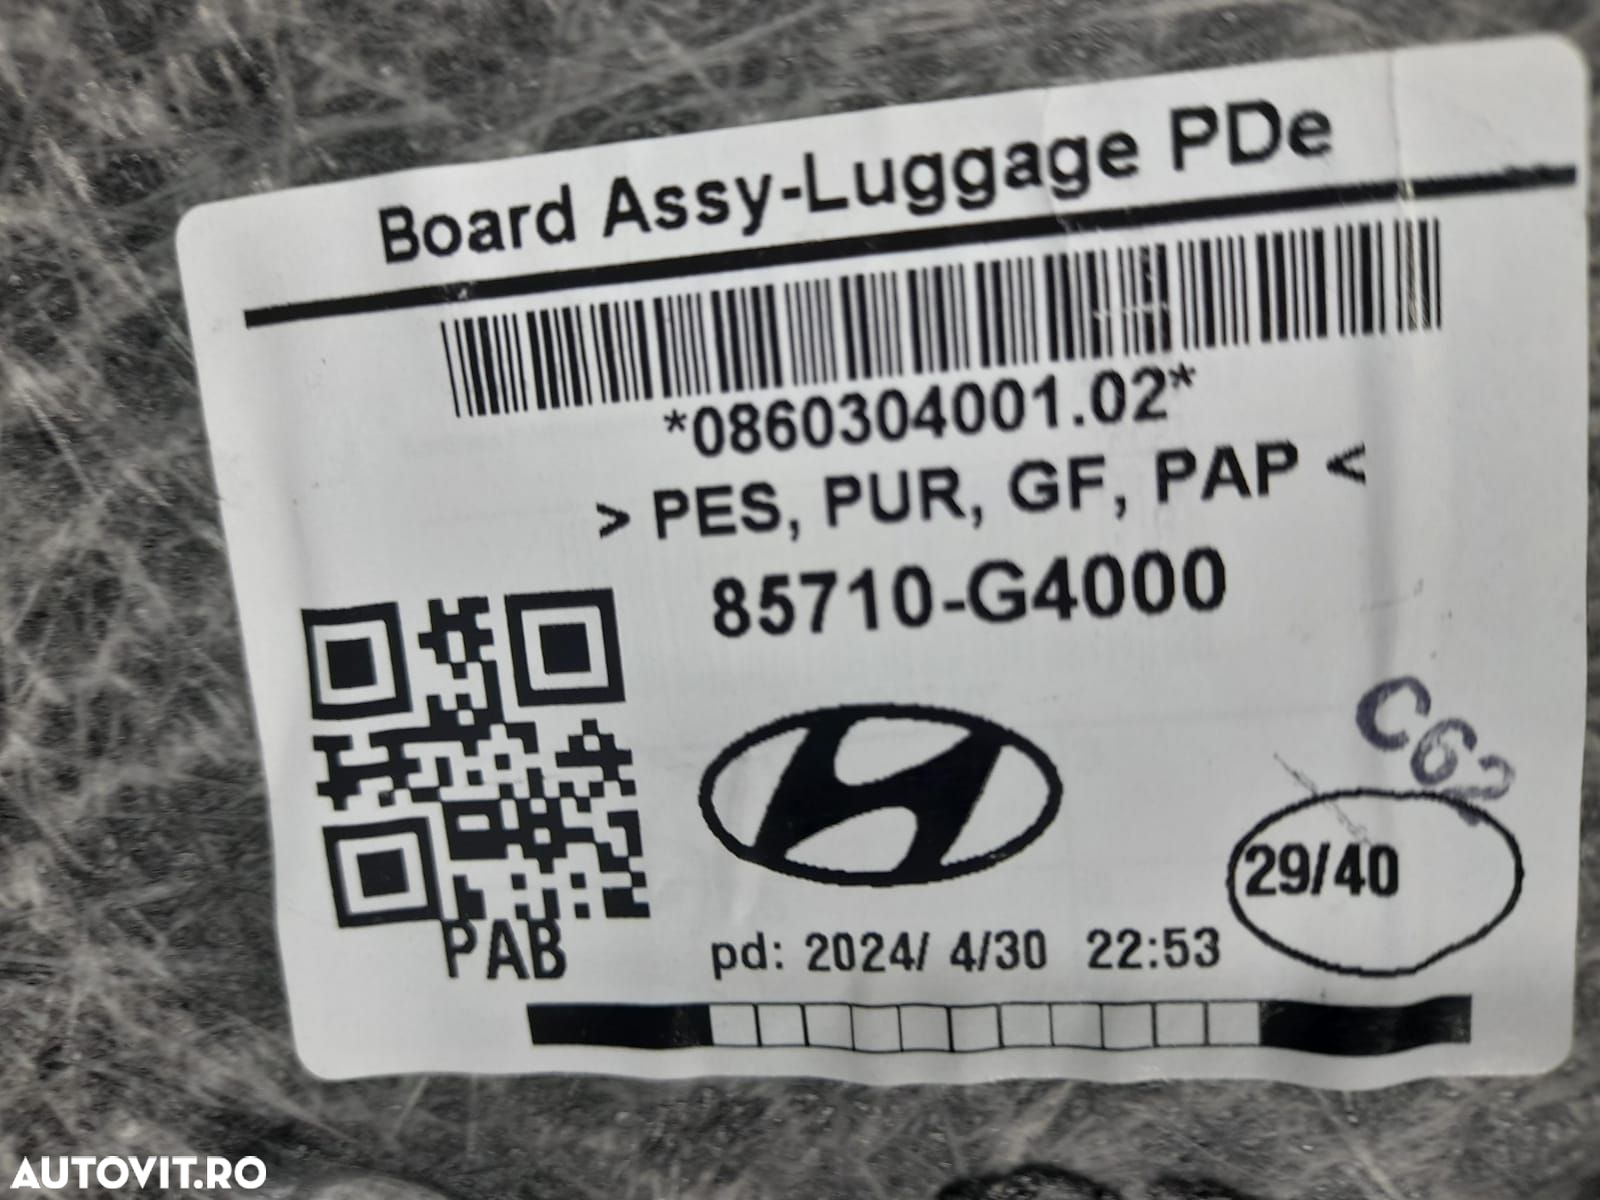 Board Assy-Luggage PDe
*0860304001.02*
> PES, PUR, GF, PAP <
85710-G4000
C62
29/40
PAB
pd: 2024/ 4/30 22:53
AUTOVIT.RO